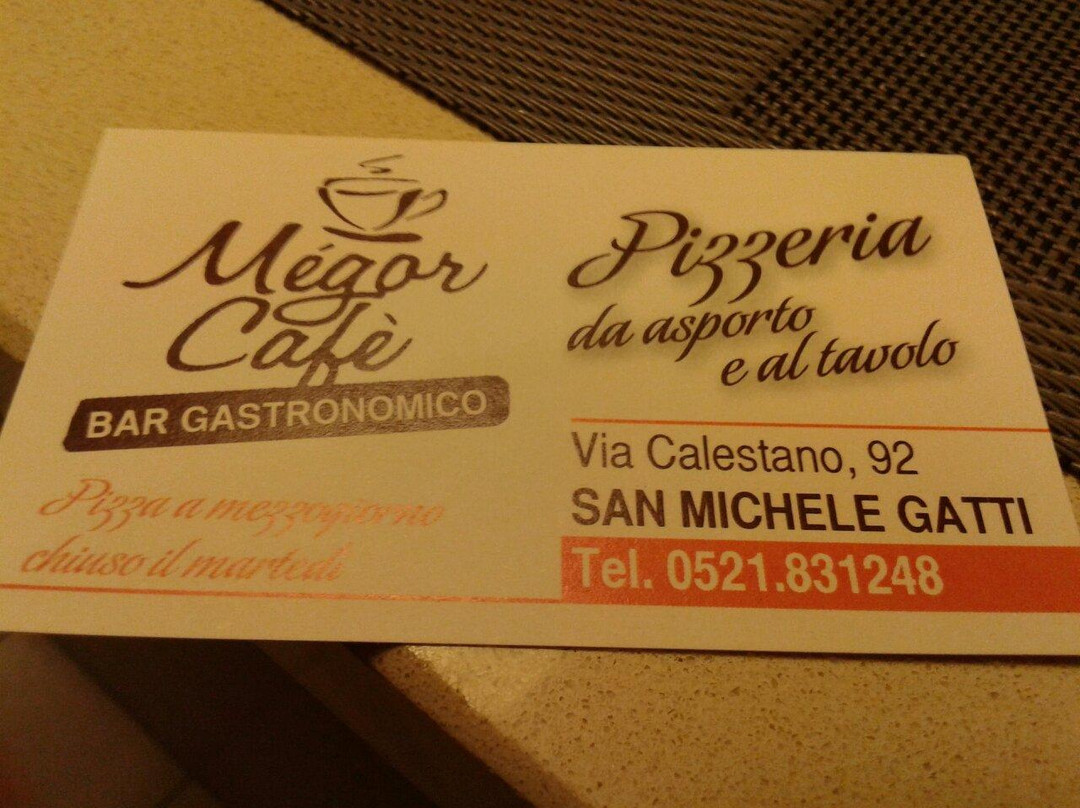 Mégor
Cafè
BAR GASTRONOMICO
Pizza a mezzogiorno
chiuso il martedì
Pizzeria
da asporto
e al tavolo
Via Calestano, 92
SAN MICHELE GATTI
Tel. 0521.831248